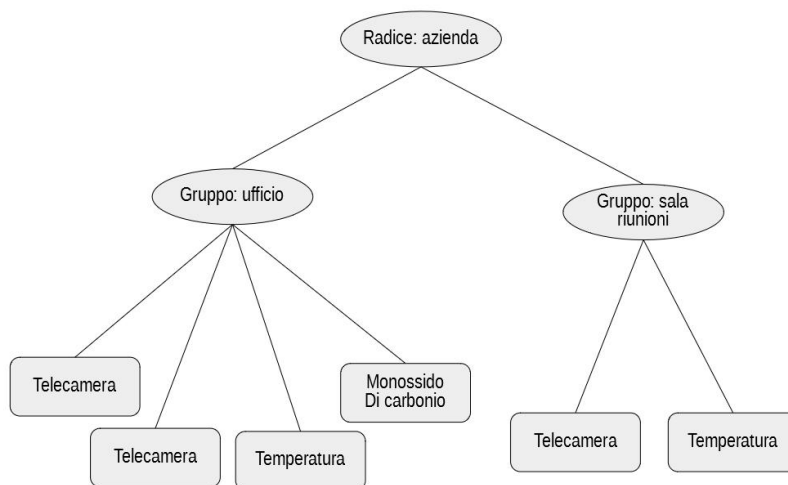 Radice: azienda
Gruppo: ufficio
Gruppo: sala
riunioni
Telecamera
Monossido
Di carbonio
Telecamera
Temperatura
Telecamera
Temperatura